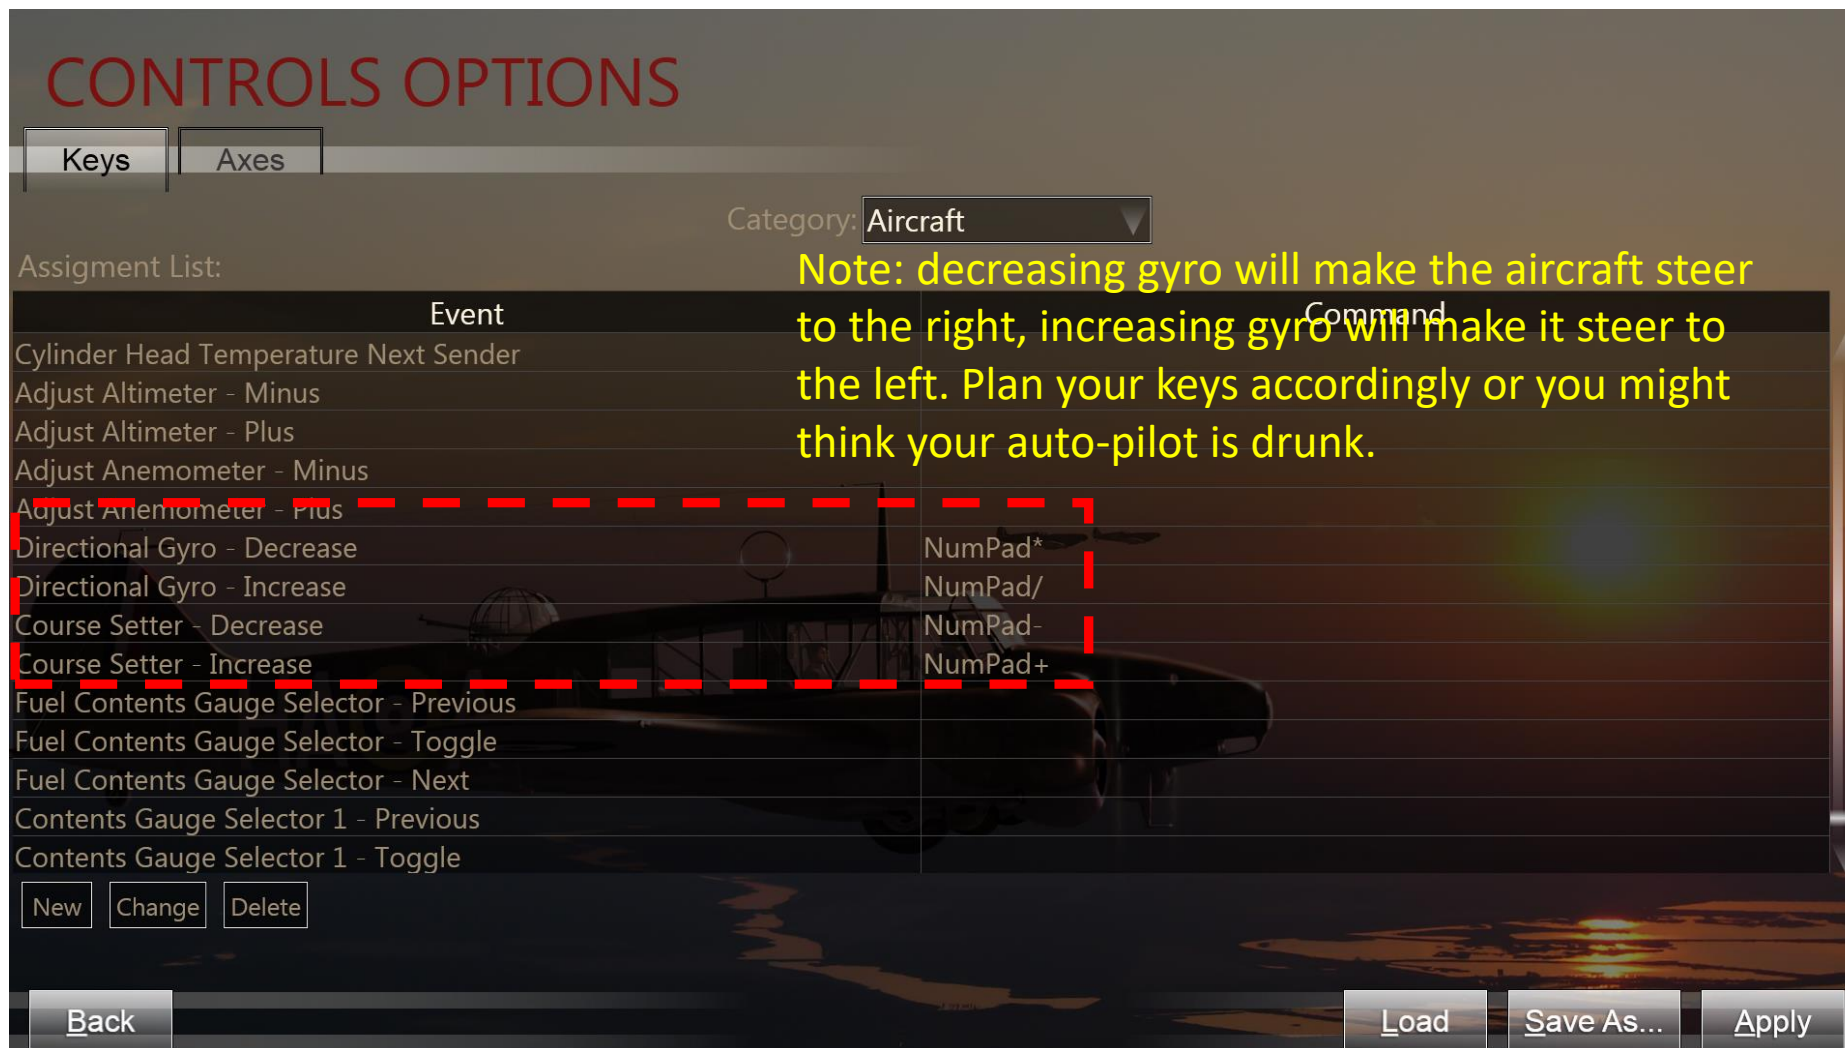 CONTROLS OPTIONS
Keys Axes
Category: Aircraft
Assigment List:
Note: decreasing gyro will make the aircraft steer
to the right, increasing gyro will make it steer to
the left. Plan your keys accordingly or you might
think your auto-pilot is drunk.
Event Command
Cylinder Head Temperature Next Sender
Adjust Altimeter - Minus
Adjust Altimeter - Plus
Adjust Anemometer - Minus
Adjust Anemometer - Plus
Directional Gyro - Decrease NumPad*
Directional Gyro - Increase NumPad/
Course Setter - Decrease NumPad-
Course Setter - Increase NumPad+
Fuel Contents Gauge Selector - Previous
Fuel Contents Gauge Selector - Toggle
Fuel Contents Gauge Selector - Next
Contents Gauge Selector 1 - Previous
Contents Gauge Selector 1 - Toggle
New Change Delete
Back Load Save As... Apply